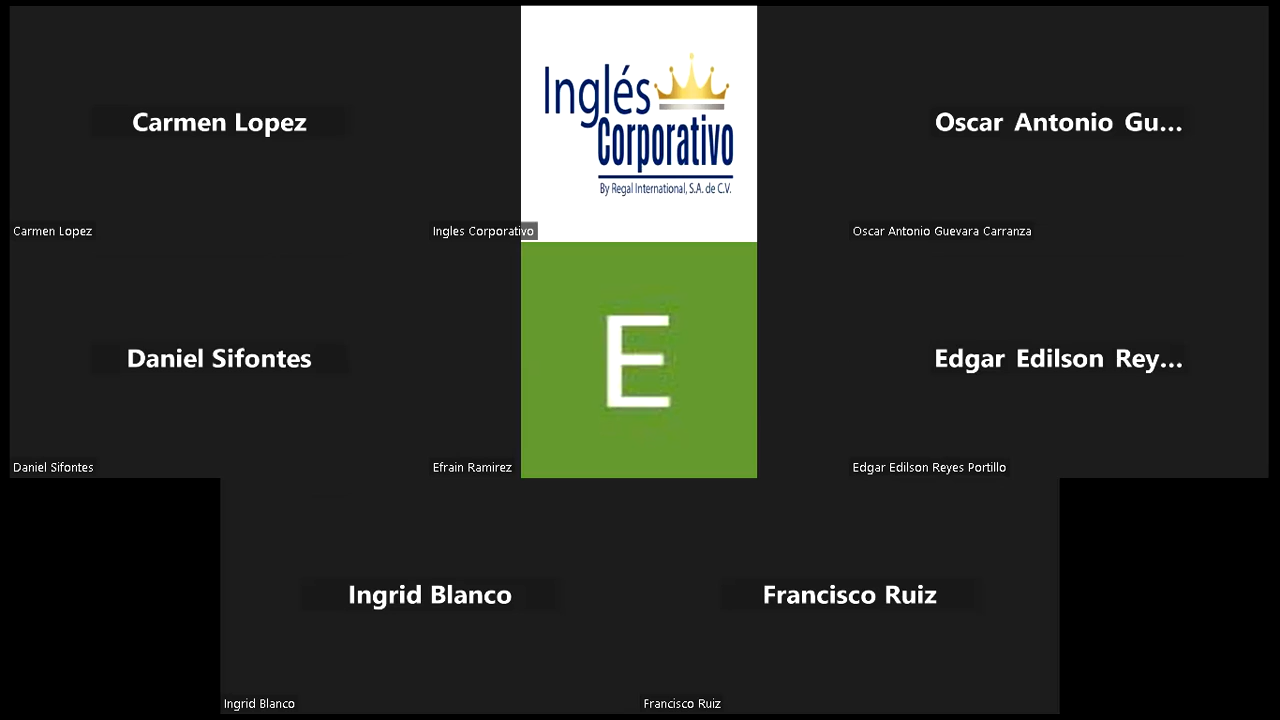 Carmen Lopez
Carmen Lopez
Inglés
Corporativo
By Regal International, S.A. de C.V.
Ingles Corporativo
Oscar Antonio Gu...
Oscar Antonio Guevara Carranza
Daniel Sifontes
Daniel Sifontes
E
Efrain Ramirez
Edgar Edilson Rey...
Edgar Edilson Reyes Portillo
Ingrid Blanco
Ingrid Blanco
Francisco Ruiz
Francisco Ruiz